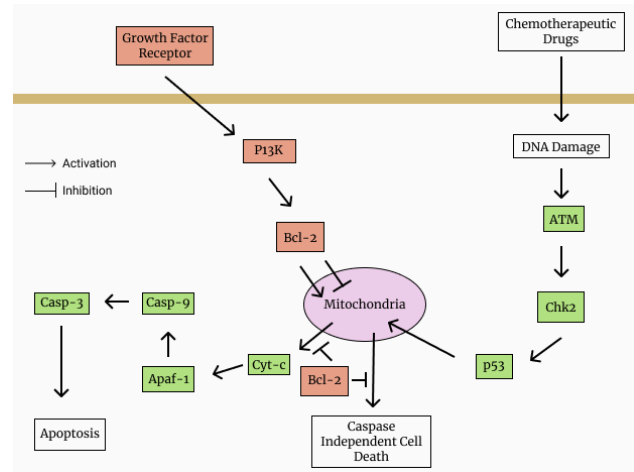 Chemotherapeutic
Drugs
Growth Factor
Receptor
P13K
DNA Damage
Activation
Inhibition
ATM
Bcl-2
Mitochondria
Casp-3
Casp-9
Chk2
Cyt-c
p53
Apaf-1
Bcl-2
Apoptosis
Caspase
Independent Cell
Death